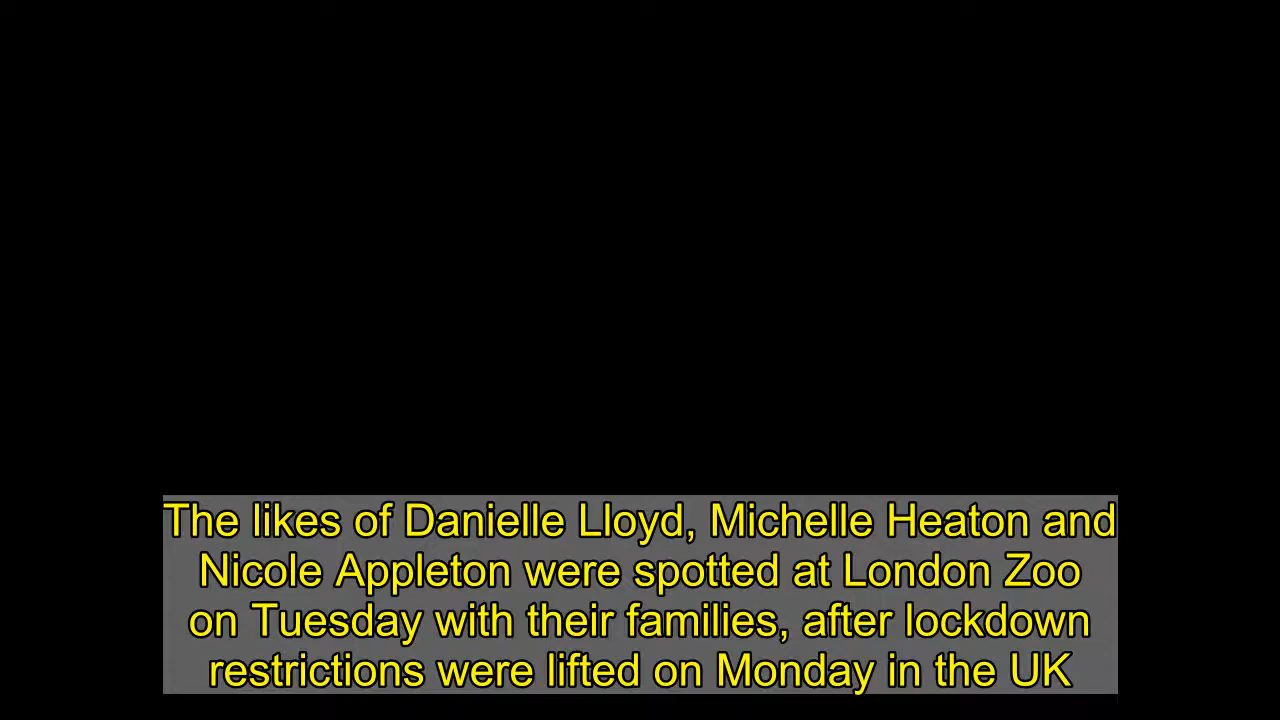 The likes of Danielle Lloyd, Michelle Heaton and
Nicole Appleton were spotted at London Zoo
on Tuesday with their families, after lockdown
restrictions were lifted on Monday in the UK